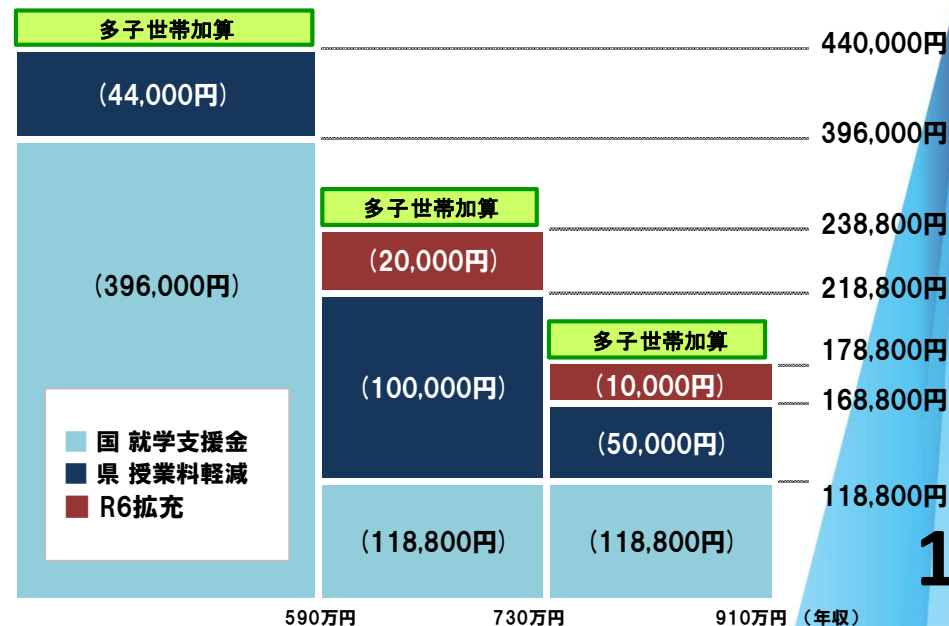 多子世帯加算
440,000円
(44,000円)
396,000円
(396,000円)
多子世帯加算
238,800円
(20,000円)
218,800円
(100,000円)
多子世帯加算
178,800円
(10,000円)
168,800円
(50,000円)
118,800円
(118,800円)
(118,800円)
国 就学支援金
県 授業料軽減
R6拡充
1
590万円
730万円
910万円 (年収)